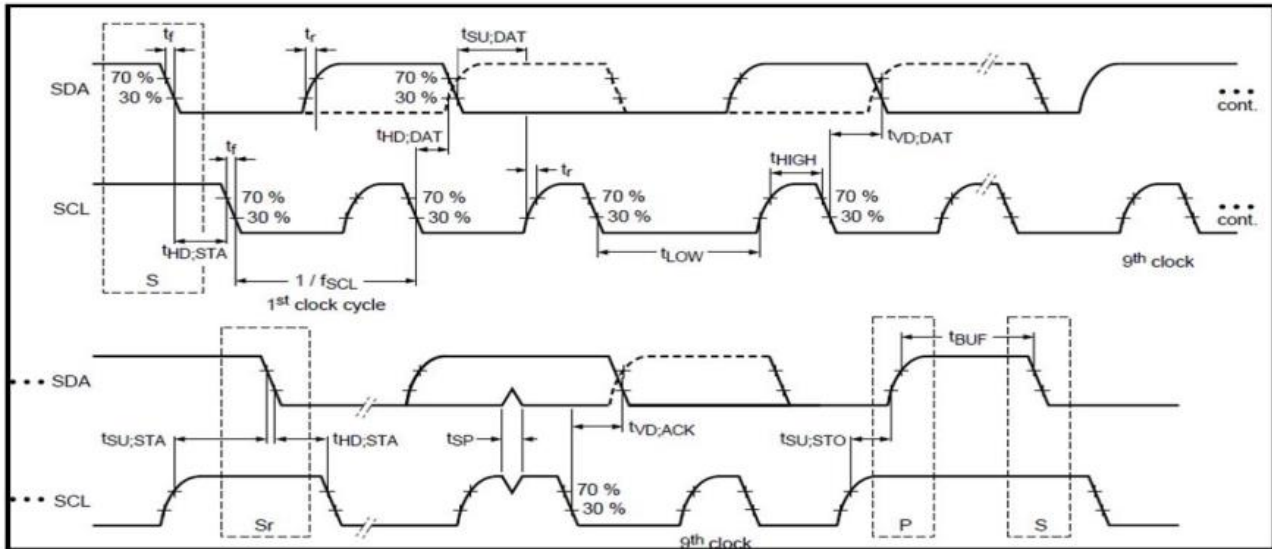 tf
tr
tSU;DAT
SDA
70 %
30 %
70 %
30 %
cont.
tHD;DAT
tVD;DAT
tf
tr
tHIGH
SCL
70 %
30 %
70 %
30 %
70 %
30 %
70 %
30 %
cont.
tHD;STA
tLOW
9th clock
S
1 / fSCL
1st clock cycle
tBUF
SDA
tSU;STA
tHD;STA
tSP
tVD;ACK
tSU;STO
SCL
70 %
30 %
Sr
9th clock
P
S